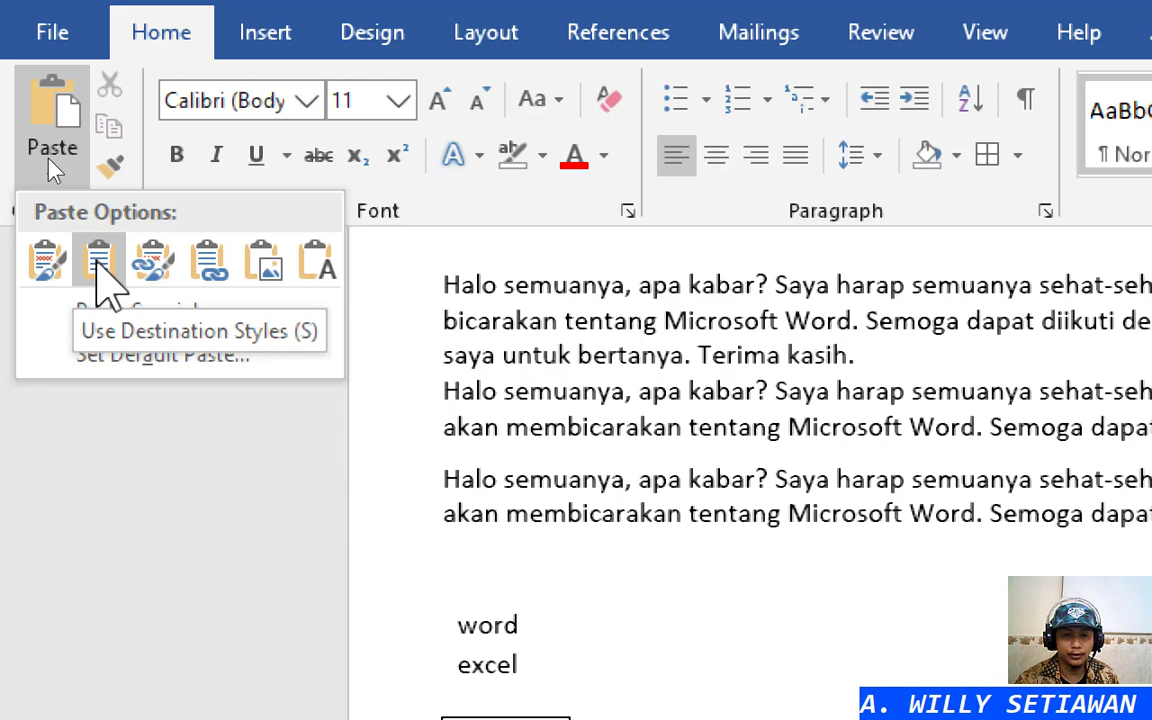 File Home Insert Design Layout References Mailings Review View Help
Calibri (Body 11 Aa AaBb
Paste
B I U abc x₂ x² A A ¶ Nor
Font Paragraph
Paste Options:
Use Destination Styles (S)
Set Default Paste...
Halo semuanya, apa kabar? Saya harap semuanya sehat-seh
bicarakan tentang Microsoft Word. Semoga dapat diikuti de
saya untuk bertanya. Terima kasih.
Halo semuanya, apa kabar? Saya harap semuanya sehat-seh
akan membicarakan tentang Microsoft Word. Semoga dapat
Halo semuanya, apa kabar? Saya harap semuanya sehat-seh
akan membicarakan tentang Microsoft Word. Semoga dapa
word
excel
A. WILLY SETIAWAN